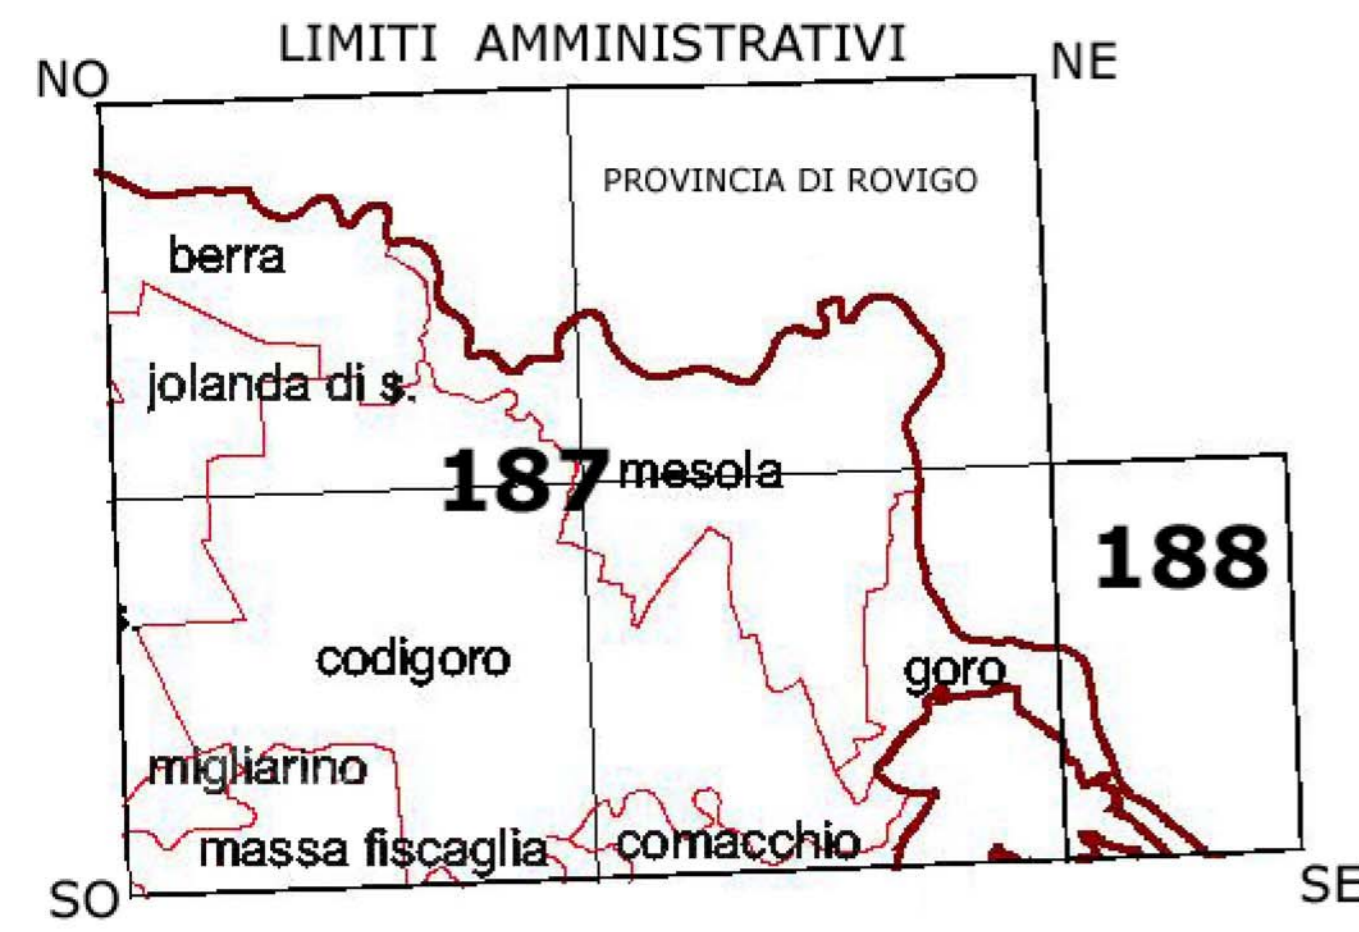 LIMITI AMMINISTRATIVI
NO
NE
PROVINCIA DI ROVIGO
berra
jolanda di s.
187
mesola
188
codigoro
goro
migliarino
massa fiscaglia
comacchio
SO
SE